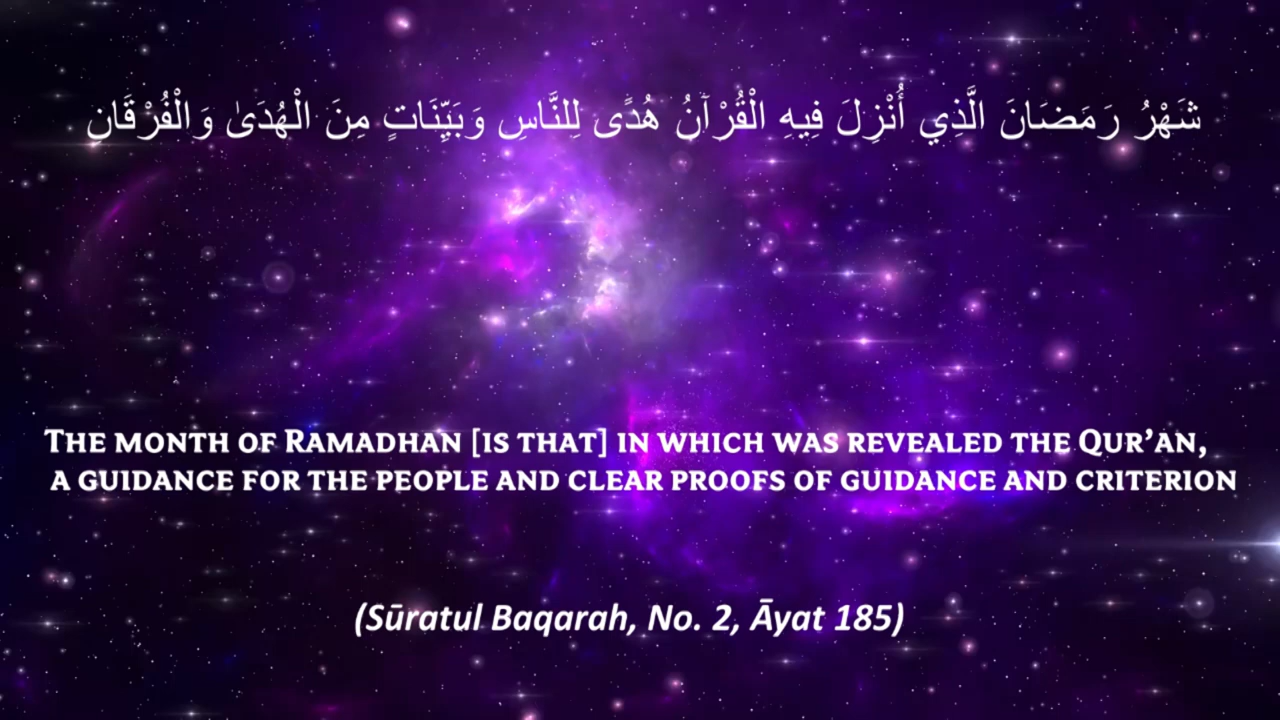 شَهْرُ رَمَضَانَ الَّذِي أُنْزِلَ فِيهِ الْقُرْآنُ هُدًى لِلنَّاسِ وَبَيِّنَاتٍ مِنَ الْهُدَىٰ وَالْفُرْقَانِ
The month of Ramadhan [is that] in which was revealed the Qur’an,
a guidance for the people and clear proofs of guidance and criterion
(Sūratul Baqarah, No. 2, Āyat 185)